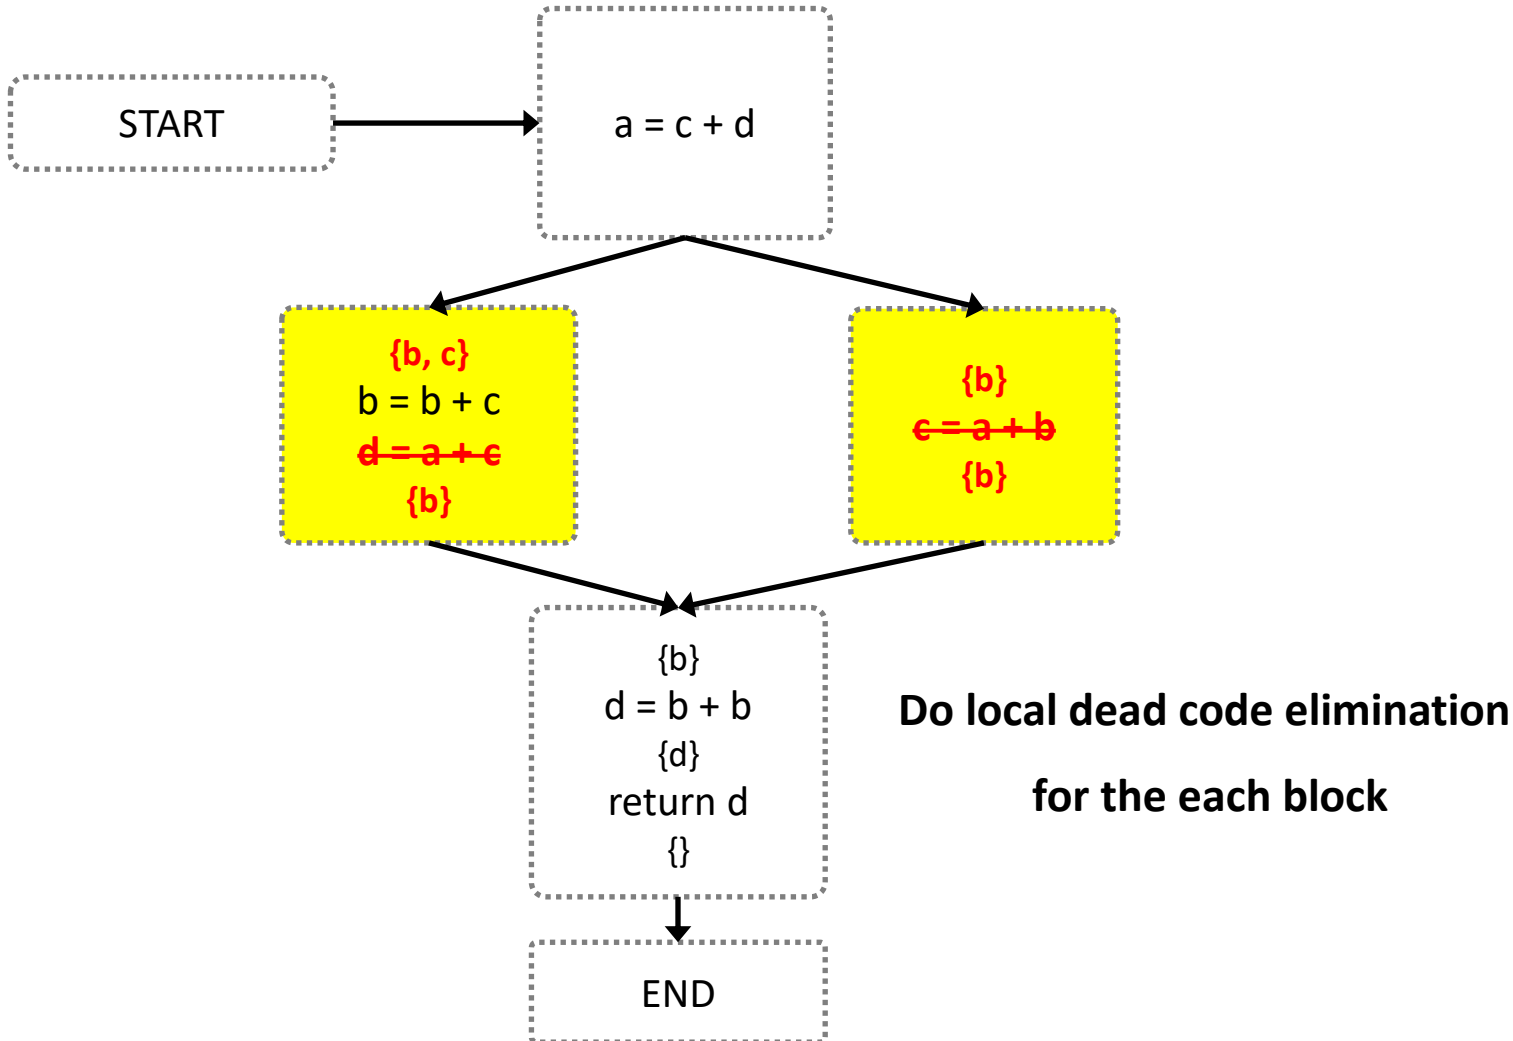 START
a = c + d
{b, c}
b = b + c
d = a + c
{b}
{b}
c = a + b
{b}
{b}
d = b + b
{d}
return d
{}
Do local dead code elimination
for the each block
END